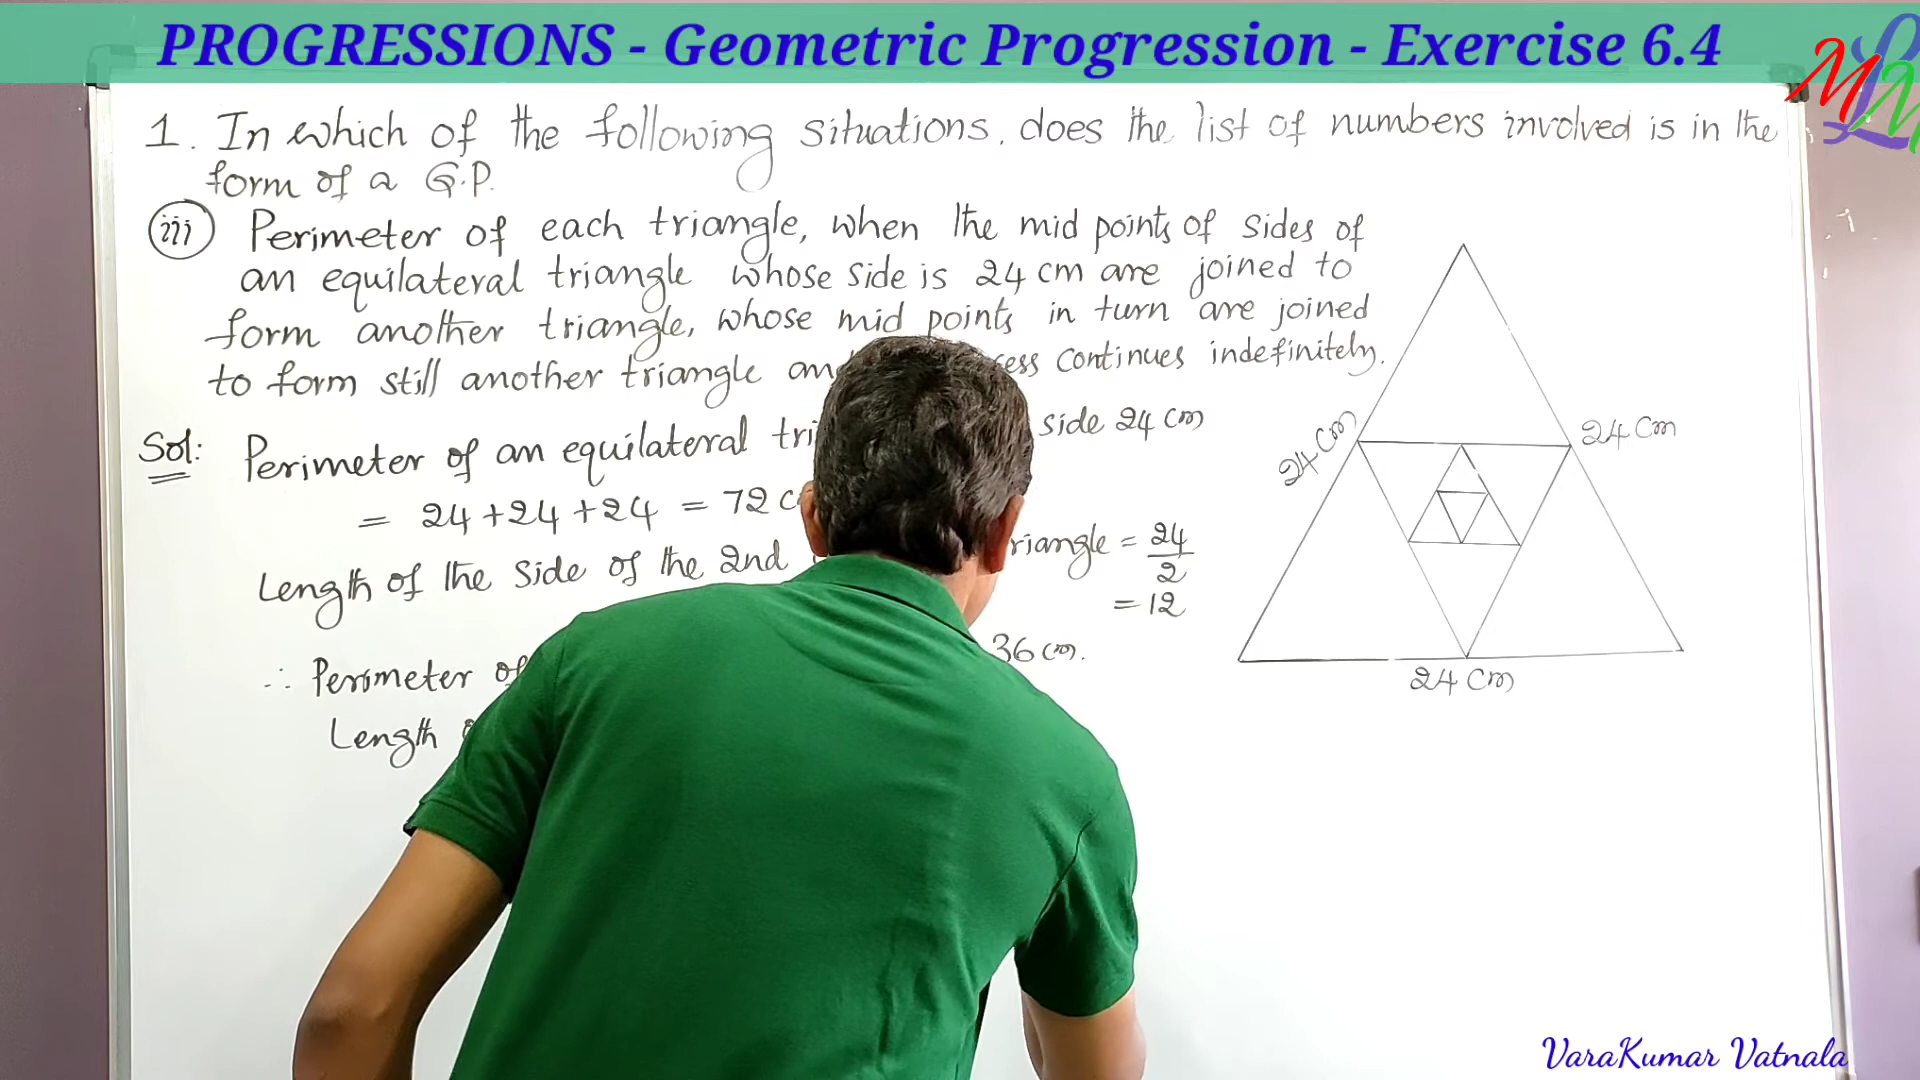 PROGRESSIONS - Geometric Progression - Exercise 6.4
MLM
1. In which of the following situations, does the list of numbers involved is in the
form of a G.P.
iii) Perimeter of each triangle, when the mid points of sides of
an equilateral triangle whose side is 24 cm are joined to
form another triangle, whose mid points in turn are joined
to form still another triangle continues indefinitely.
Sol: Perimeter of an equilateral side 24 cm
= 24 + 24 + 24 = 72
Length of the side of the 2nd = 24/2
= 12
∴ Perimeter of 36 cm.
Length
24 cm
24 cm
24 cm
VaraKumar Vatnala